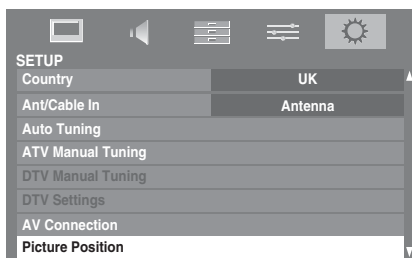 SETUP
Country UK
Ant/Cable In Antenna
Auto Tuning
ATV Manual Tuning
DTV Manual Tuning
DTV Settings
AV Connection
Picture Position